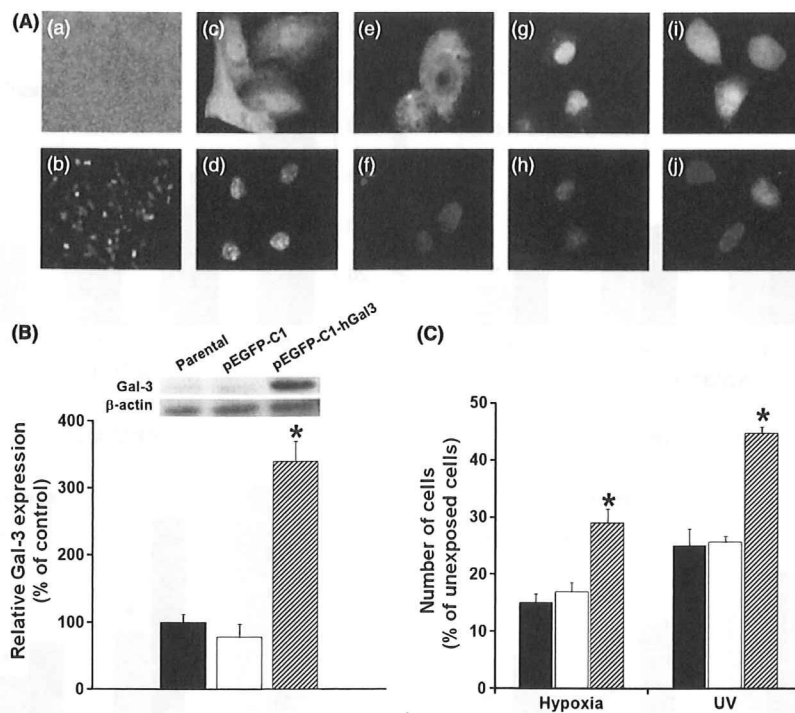 (A)
(a)
(c)
(e)
(g)
(i)
(b)
(d)
(f)
(h)
(j)
(B)
Parental
pEGFP-C1
pEGFP-C1-hGal3
Gal-3
β-actin
400
300
200
100
0
Relative Gal-3 expression
(% of control)
*
(C)
50
40
30
20
10
0
Number of cells
(% of unexposed cells)
*
*
Hypoxia
UV